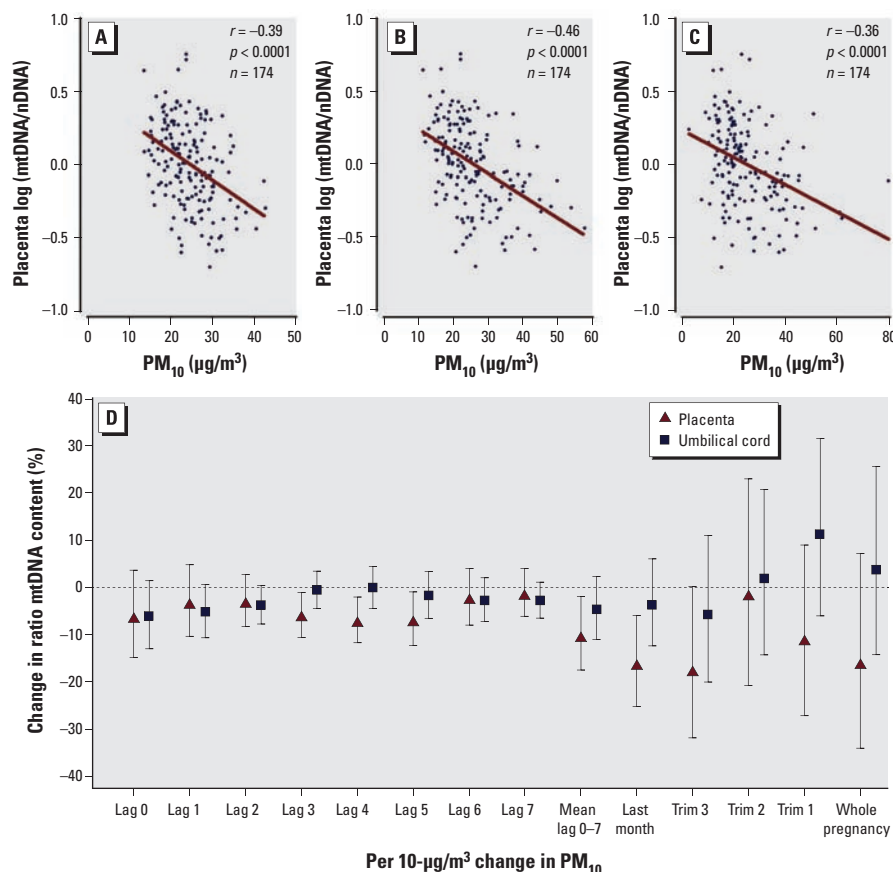 A
r = –0.39
p < 0.0001
n = 174
Placenta log (mtDNA/nDNA)
1.0
0.5
0.0
–0.5
–1.0
0 10 20 30 40 50
PM10 (µg/m³)
B
r = –0.46
p < 0.0001
n = 174
Placenta log (mtDNA/nDNA)
1.0
0.5
0.0
–0.5
–1.0
0 10 20 30 40 50 60
PM10 (µg/m³)
C
r = –0.36
p < 0.0001
n = 174
Placenta log (mtDNA/nDNA)
1.0
0.5
0.0
–0.5
–1.0
0 20 40 60 80
PM10 (µg/m³)
D
Placenta
Umbilical cord
Change in ratio mtDNA content (%)
40
30
20
10
0
–10
–20
–30
–40
Lag 0 Lag 1 Lag 2 Lag 3 Lag 4 Lag 5 Lag 6 Lag 7 Mean Last Trim 3 Trim 2 Trim 1 Whole
lag 0–7 month pregnancy
Per 10-µg/m³ change in PM10